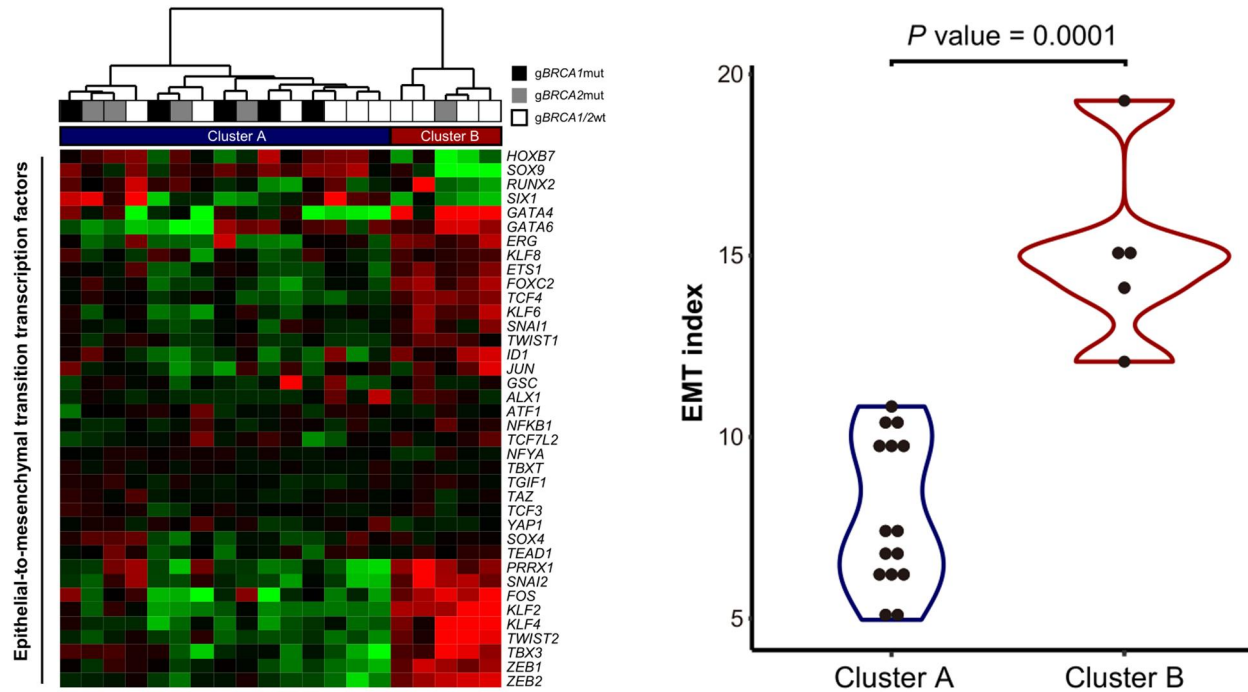 gBRCA1mut
gBRCA2mut
gBRCA1/2wt
Cluster A
Cluster B
Epithelial-to-mesenchymal transition transcription factors
HOXB7
SOX9
RUNX2
SIX1
GATA4
GATA6
ERG
KLF8
ETS1
FOXC2
TCF4
KLF6
SNAI1
TWIST1
ID1
JUN
GSC
ALX1
ATF1
NFKB1
TCF7L2
NFYA
TBXT
TGIF1
TAZ
TCF3
YAP1
SOX4
TEAD1
PRRX1
SNAI2
FOS
KLF2
KLF4
TWIST2
TBX3
ZEB1
ZEB2
P value = 0.0001
EMT index
20
15
10
5
Cluster A
Cluster B